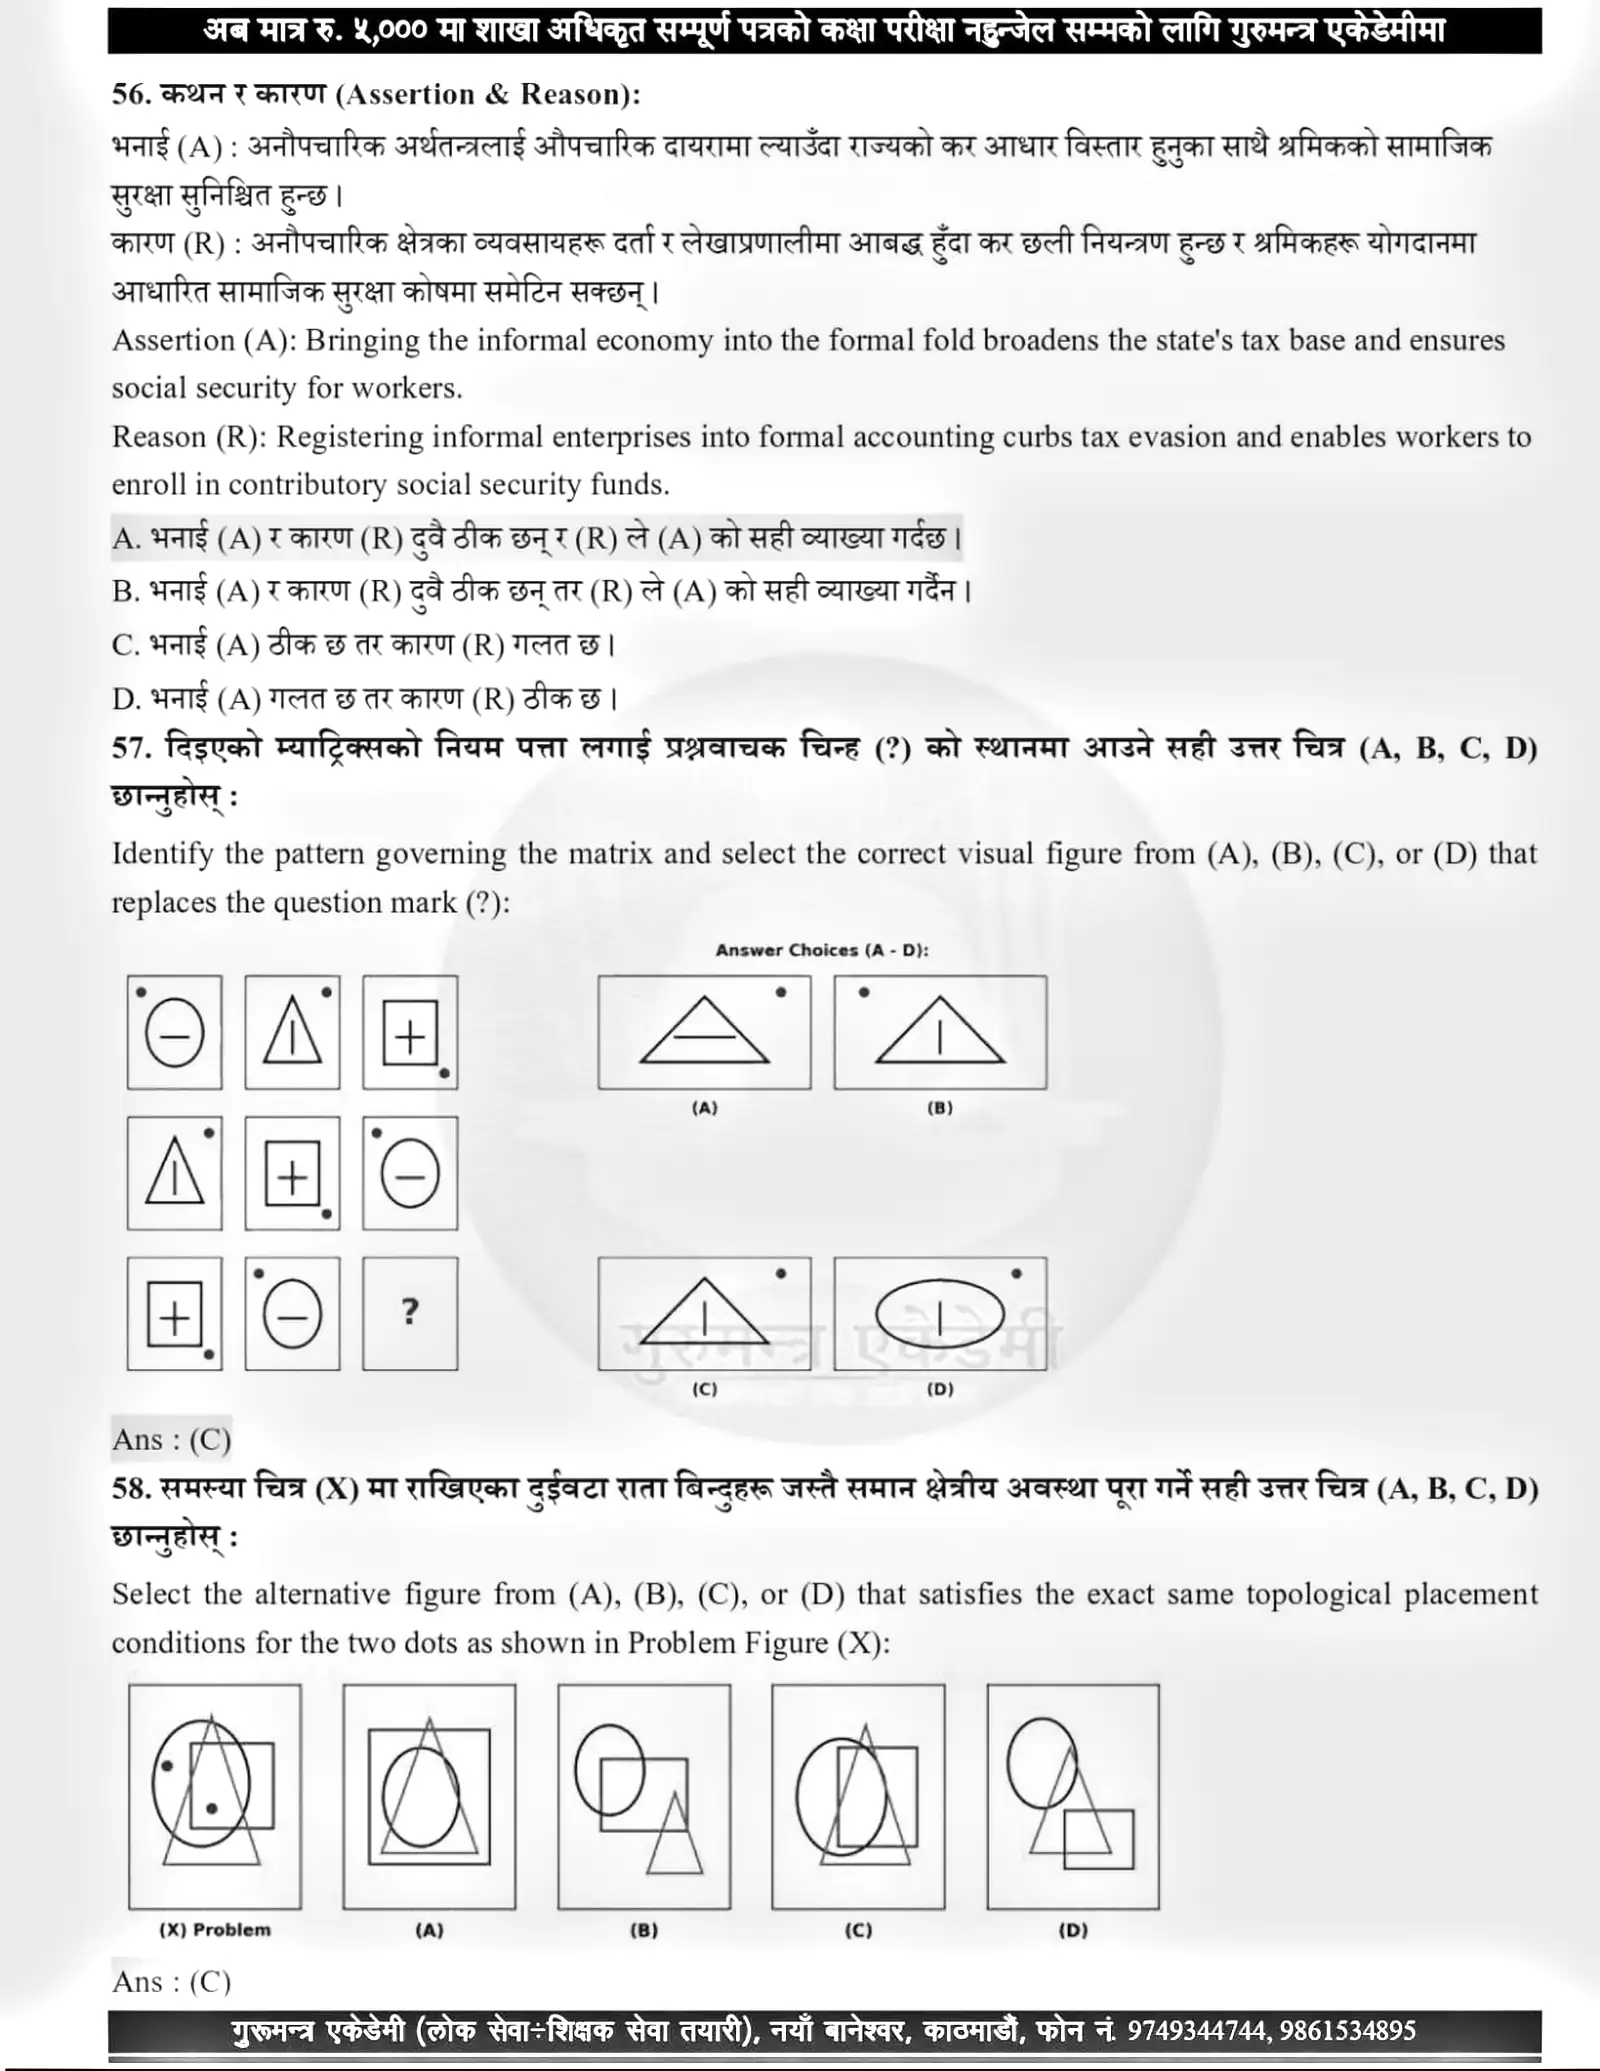 अब मात्र रु. ५,००० मा शाखा अधिकृत सम्पूर्ण पत्रको कक्षा परीक्षा नहुन्जेल सम्मको लागि गुरुमन्त्र एकेडेमीमा
56. कथन र कारण (Assertion & Reason):
भनाई (A) : अनौपचारिक अर्थतन्त्रलाई औपचारिक दायरामा ल्याउँदा राज्यको कर आधार विस्तार हुनुका साथै श्रमिकको सामाजिक
सुरक्षा सुनिश्चित हुन्छ।
कारण (R) : अनौपचारिक क्षेत्रका व्यवसायहरू दर्ता र लेखाप्रणालीमा आबद्ध हुँदा कर छली नियन्त्रण हुन्छ र श्रमिकहरू योगदानमा
आधारित सामाजिक सुरक्षा कोषमा समेटिन सक्छन्।
Assertion (A): Bringing the informal economy into the formal fold broadens the state's tax base and ensures
social security for workers.
Reason (R): Registering informal enterprises into formal accounting curbs tax evasion and enables workers to
enroll in contributory social security funds.
A. भनाई (A) र कारण (R) दुवै ठीक छन् र (R) ले (A) को सही व्याख्या गर्दछ।
B. भनाई (A) र कारण (R) दुवै ठीक छन् तर (R) ले (A) को सही व्याख्या गर्दैन।
C. भनाई (A) ठीक छ तर कारण (R) गलत छ।
D. भनाई (A) गलत छ तर कारण (R) ठीक छ।
57. दिइएको म्याट्रिक्सको नियम पत्ता लगाई प्रश्नवाचक चिन्ह (?) को स्थानमा आउने सही उत्तर चित्र (A, B, C, D)
छान्नुहोस् :
Identify the pattern governing the matrix and select the correct visual figure from (A), (B), (C), or (D) that
replaces the question mark (?):
Answer Choices (A - D):
(A) (B)
?
गुरुमन्त्र एकेडेमी
(C) (D)
Ans : (C)
58. समस्या चित्र (X) मा राखिएका दुईवटा राता बिन्दुहरू जस्तै समान क्षेत्रीय अवस्था पूरा गर्ने सही उत्तर चित्र (A, B, C, D)
छान्नुहोस् :
Select the alternative figure from (A), (B), (C), or (D) that satisfies the exact same topological placement
conditions for the two dots as shown in Problem Figure (X):
(X) Problem (A) (B) (C) (D)
Ans : (C)
गुरूमन्त्र एकेडेमी (लोक सेवा÷शिक्षक सेवा तयारी), नयाँ बानेश्वर, काठमाडौं, फोन नं. 9749344744, 9861534895